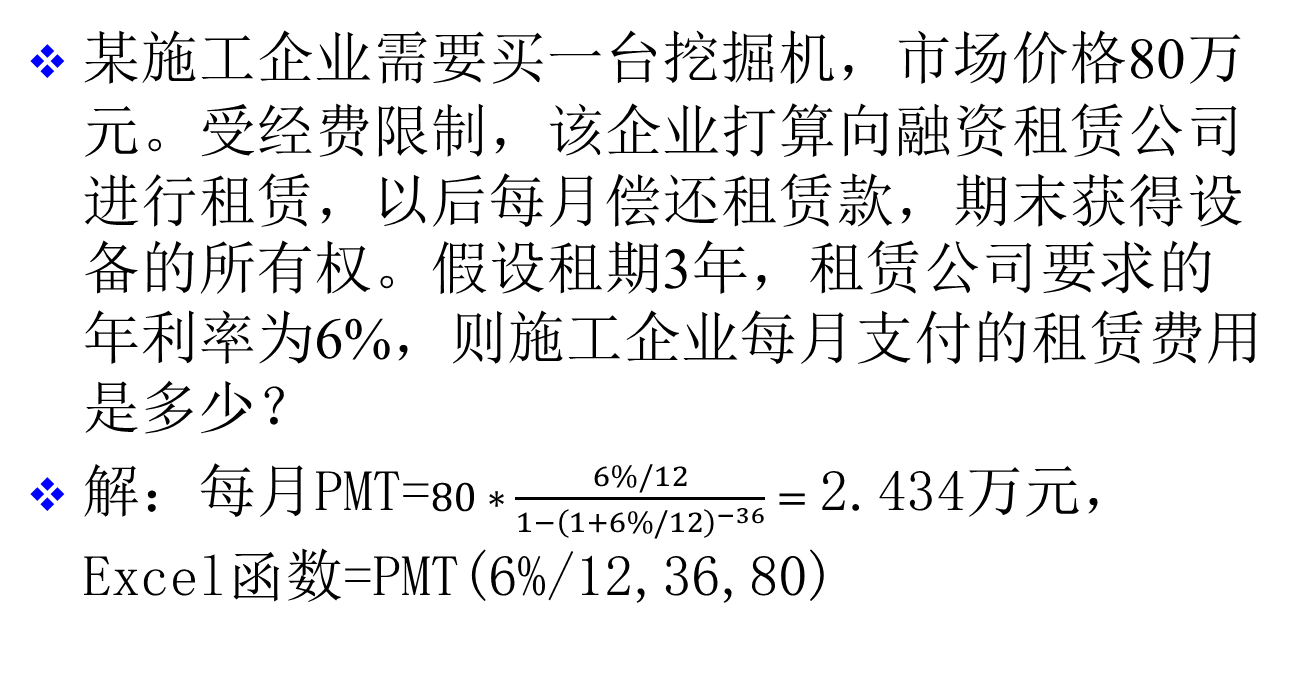 ❖ 某施工企业需要买一台挖掘机，市场价格80万
元。受经费限制，该企业打算向融资租赁公司
进行租赁，以后每月偿还租赁款，期末获得设
备的所有权。假设租期3年，租赁公司要求的
年利率为6%，则施工企业每月支付的租赁费用
是多少？
❖ 解：每月PMT=80 * \frac{6%/12}{1−(1+6%/12)^{−36}} = 2.434万元，
Excel函数=PMT(6%/12,36,80)